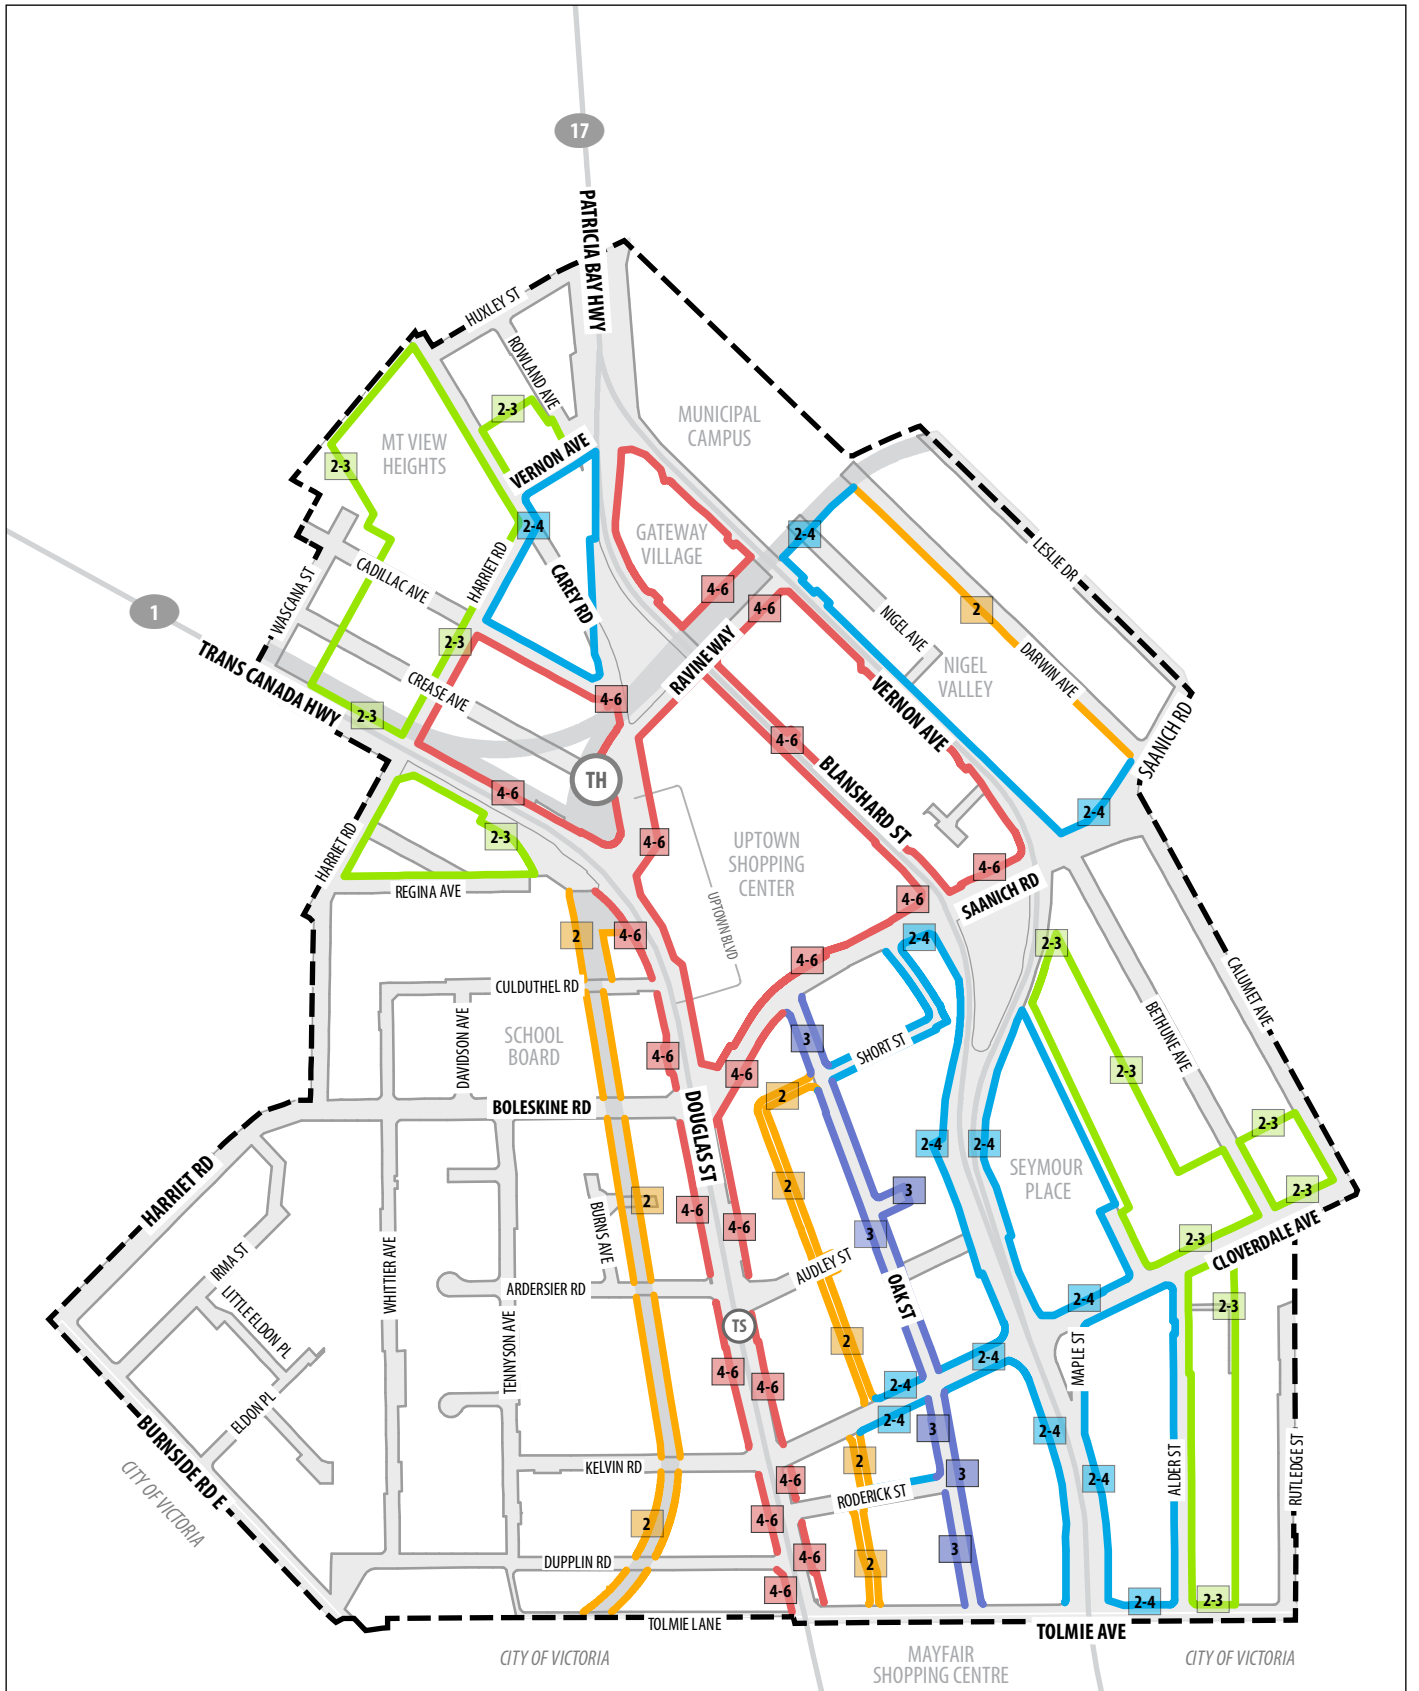 17
PATRICIA BAY HWY
HUXLEY ST
ROWLAND AVE
MUNICIPAL
CAMPUS
2-3
MT VIEW
HEIGHTS
VERNON AVE
2-3
2-4
GATEWAY
VILLAGE
2-4
LESLIE DR
HARRIET RD
CAREY RD
CADILLAC AVE
WASCANA ST
4-6
4-6
2
1
NIGEL AVE
2-3
RAVINE WAY
DARWIN AVE
NIGEL
VALLEY
TRANS CANADA HWY
CREASE AVE
4-6
VERNON AVE
2-3
SAANICH RD
4-6
TH
4-6
BLANSHARD ST
2-4
2-3
4-6
HARRIET RD
UPTOWN
SHOPPING
CENTER
4-6
SAANICH RD
REGINA AVE
4-6
UPTOWN BLVD
2
4-6
2-4
2-3
4-6
CALUMET AVE
CULDUTHEL RD
BETHUNE AVE
DAVIDSON AVE
SCHOOL
BOARD
3
SHORT ST
4-6
4-6
2-3
2
BOLESKINE RD
DOUGLAS ST
2-3
2-4
2-4
SEYMOUR
PLACE
HARRIET RD
2
2
3
2-3
4-6
4-6
BURNS AVE
3
2-3
CLOVERDALE AVE
IRMA ST
WHITTIER AVE
AUDLEY ST
OAK ST
ARDERSIER RD
LITTLE ELDON PL
2-4
2-3
TS
TENNYSON AVE
2
MAPLE ST
2-4
4-6
4-6
2-4
ELDON PL
2-4
3
2-4
BURNSIDE RD E
CITY OF VICTORIA
KELVIN RD
2
3
ALDER ST
RUTLEDGE ST
4-6
2-4
RODERICK ST
4-6
2
3
DUPPLIN RD
4-6
2
4-6
2-4
2-3
TOLMIE LANE
TOLMIE AVE
CITY OF VICTORIA
MAYFAIR
SHOPPING CENTRE
CITY OF VICTORIA